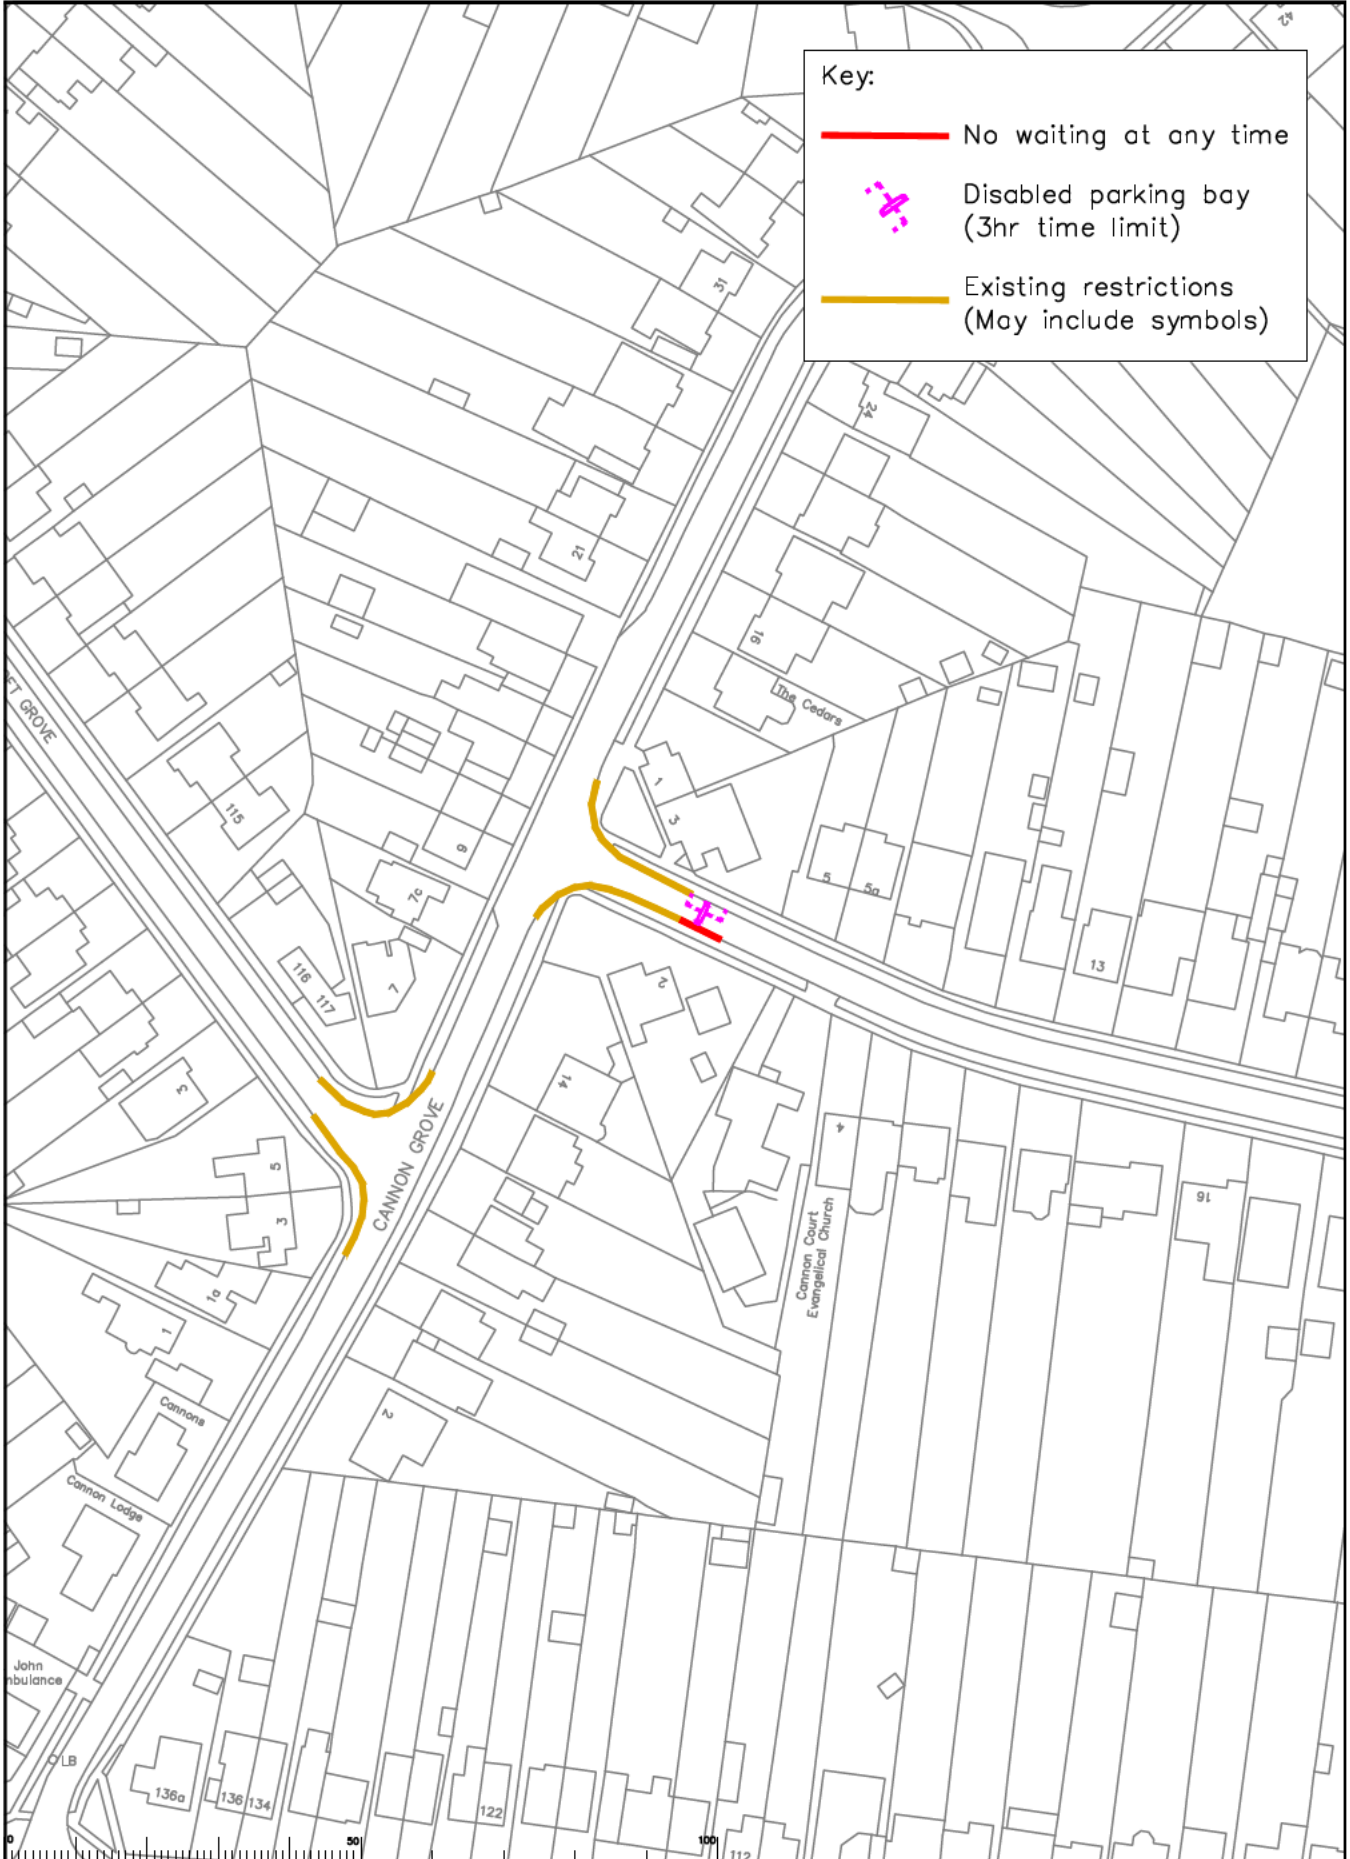 42
Key:
No waiting at any time
Disabled parking bay
(3hr time limit)
Existing restrictions
(May include symbols)
31
24
21
16
The Cedars
GROVE
1
3
115
9
5
5a
7c
13
116
117
7
2
14
3
CANNON GROVE
4
5
3
16
Cannon Court
Evangelical Church
1a
1
Cannons
2
Cannon Lodge
John
LB
136a
136
134
122
112
0
50
100